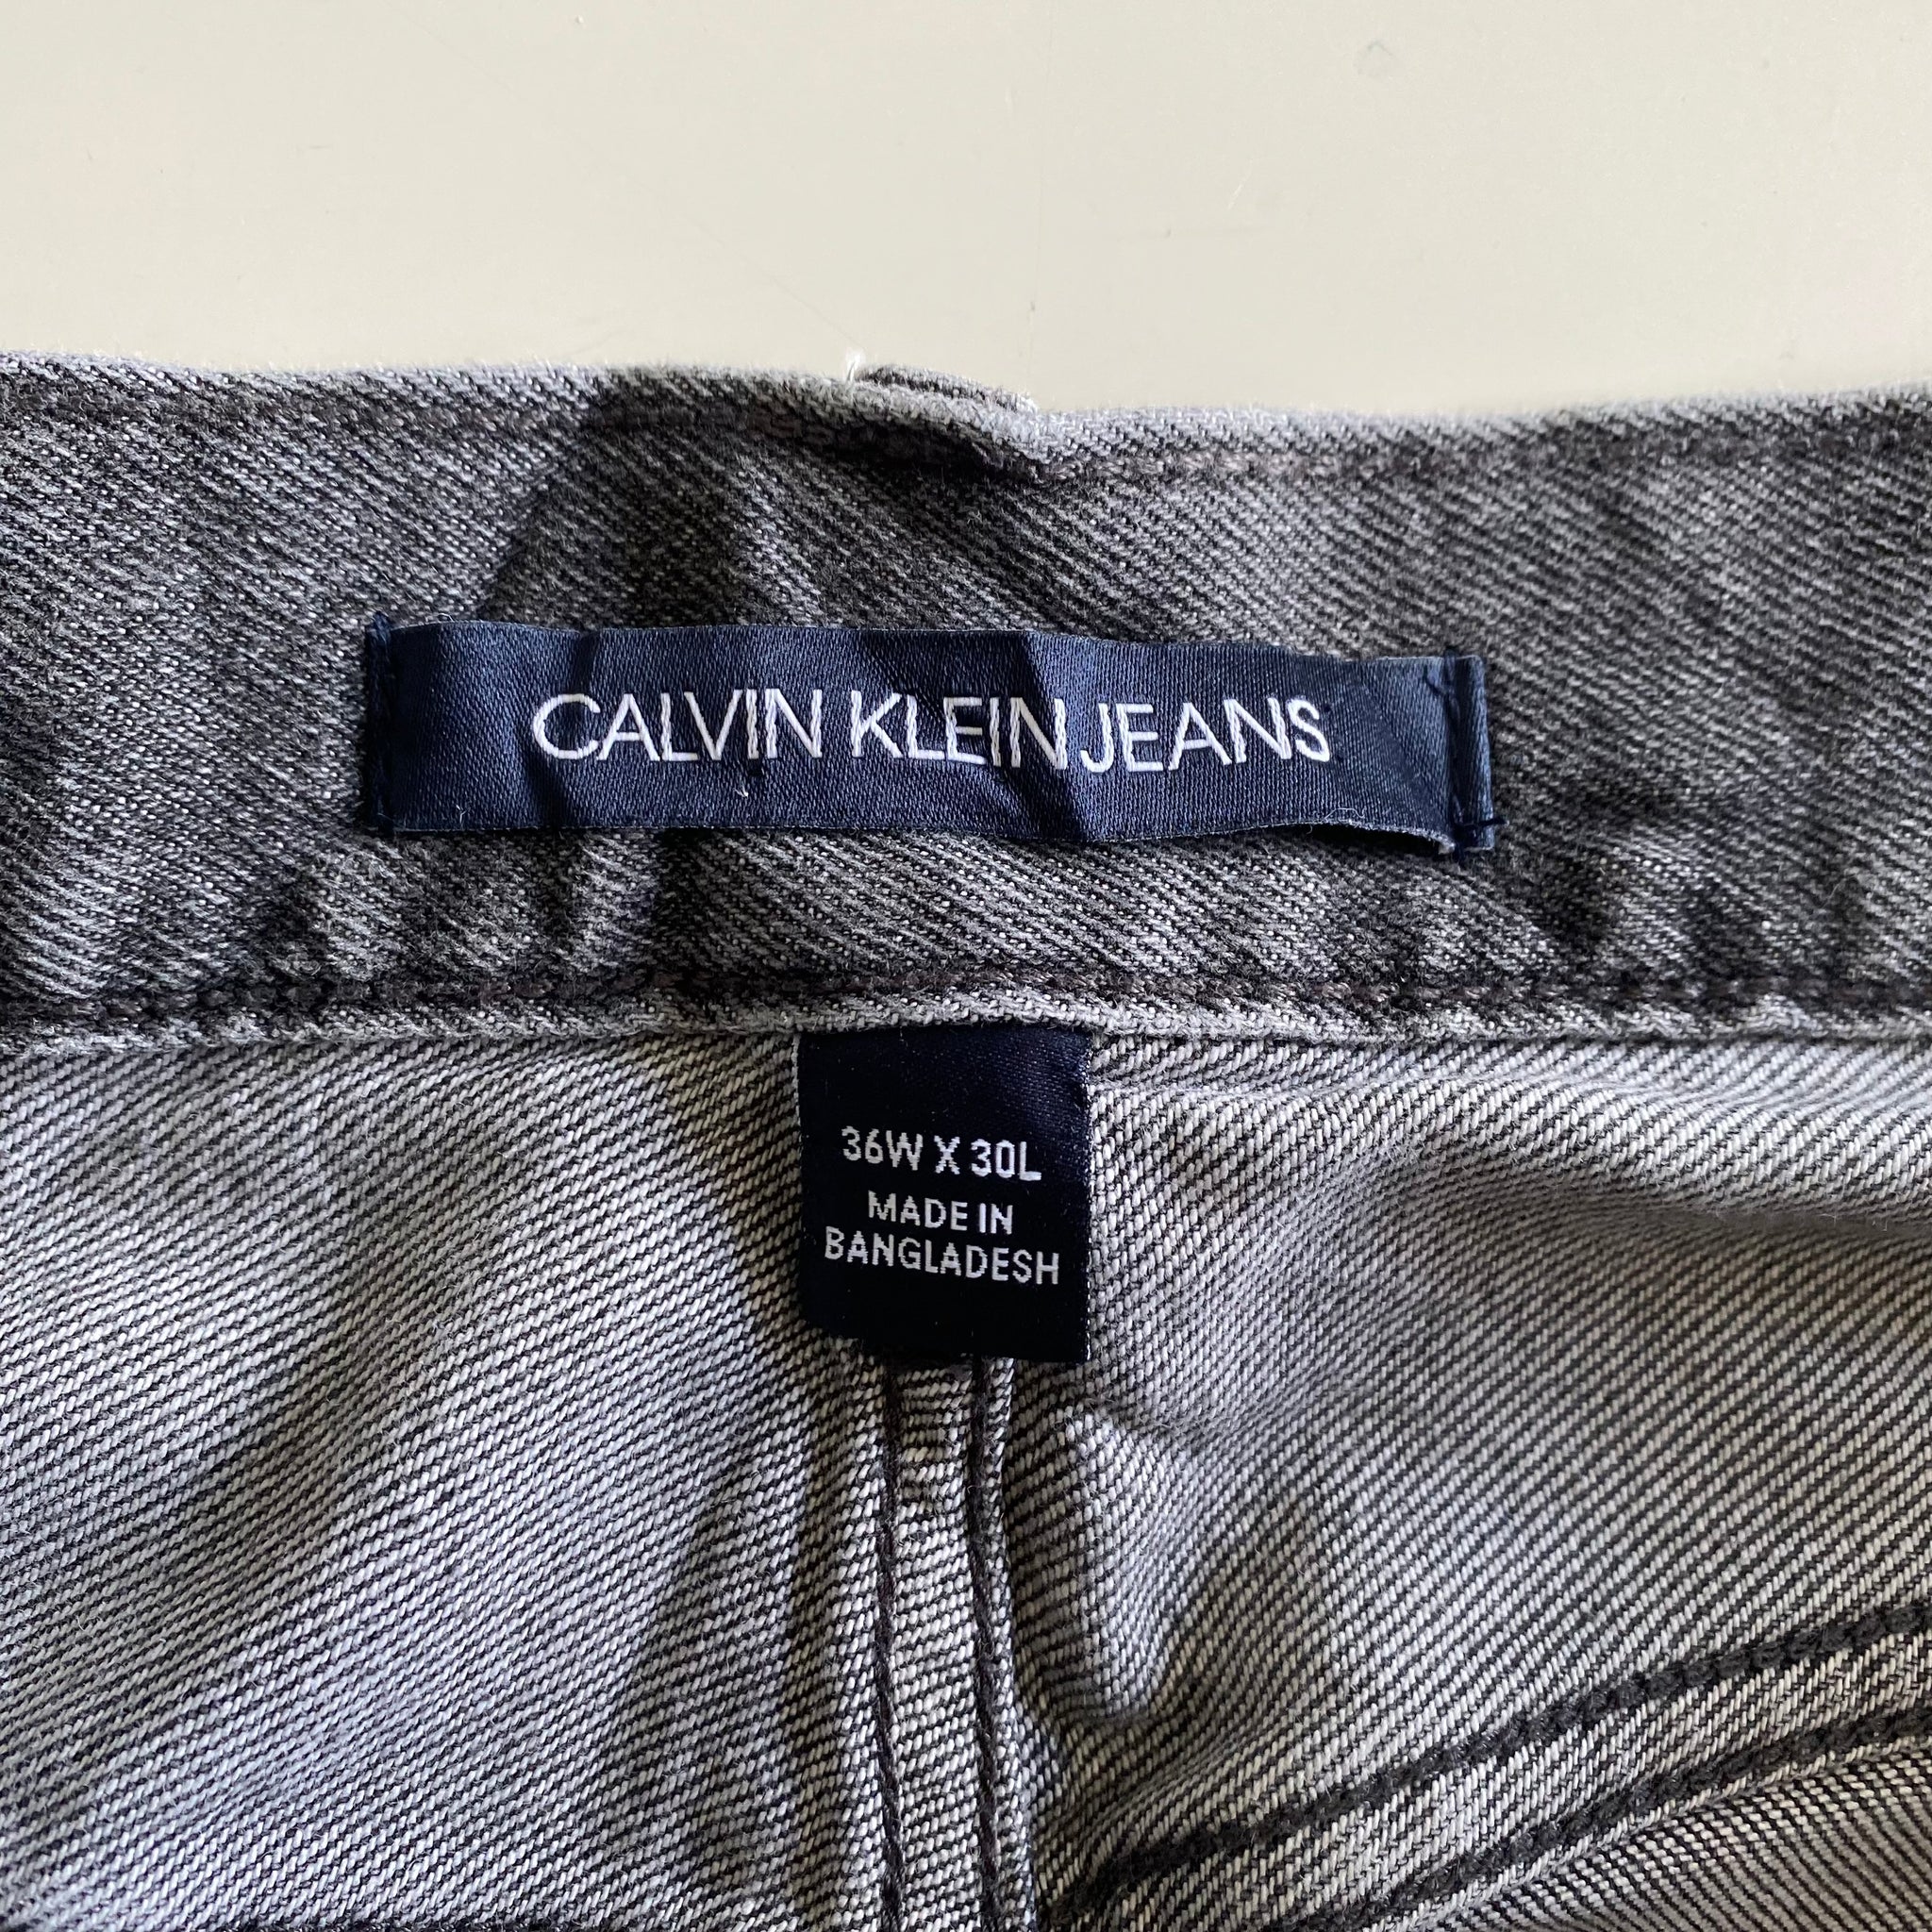 CALVIN KLEIN JEANS
36W X 30L
MADE IN
BANGLADESH